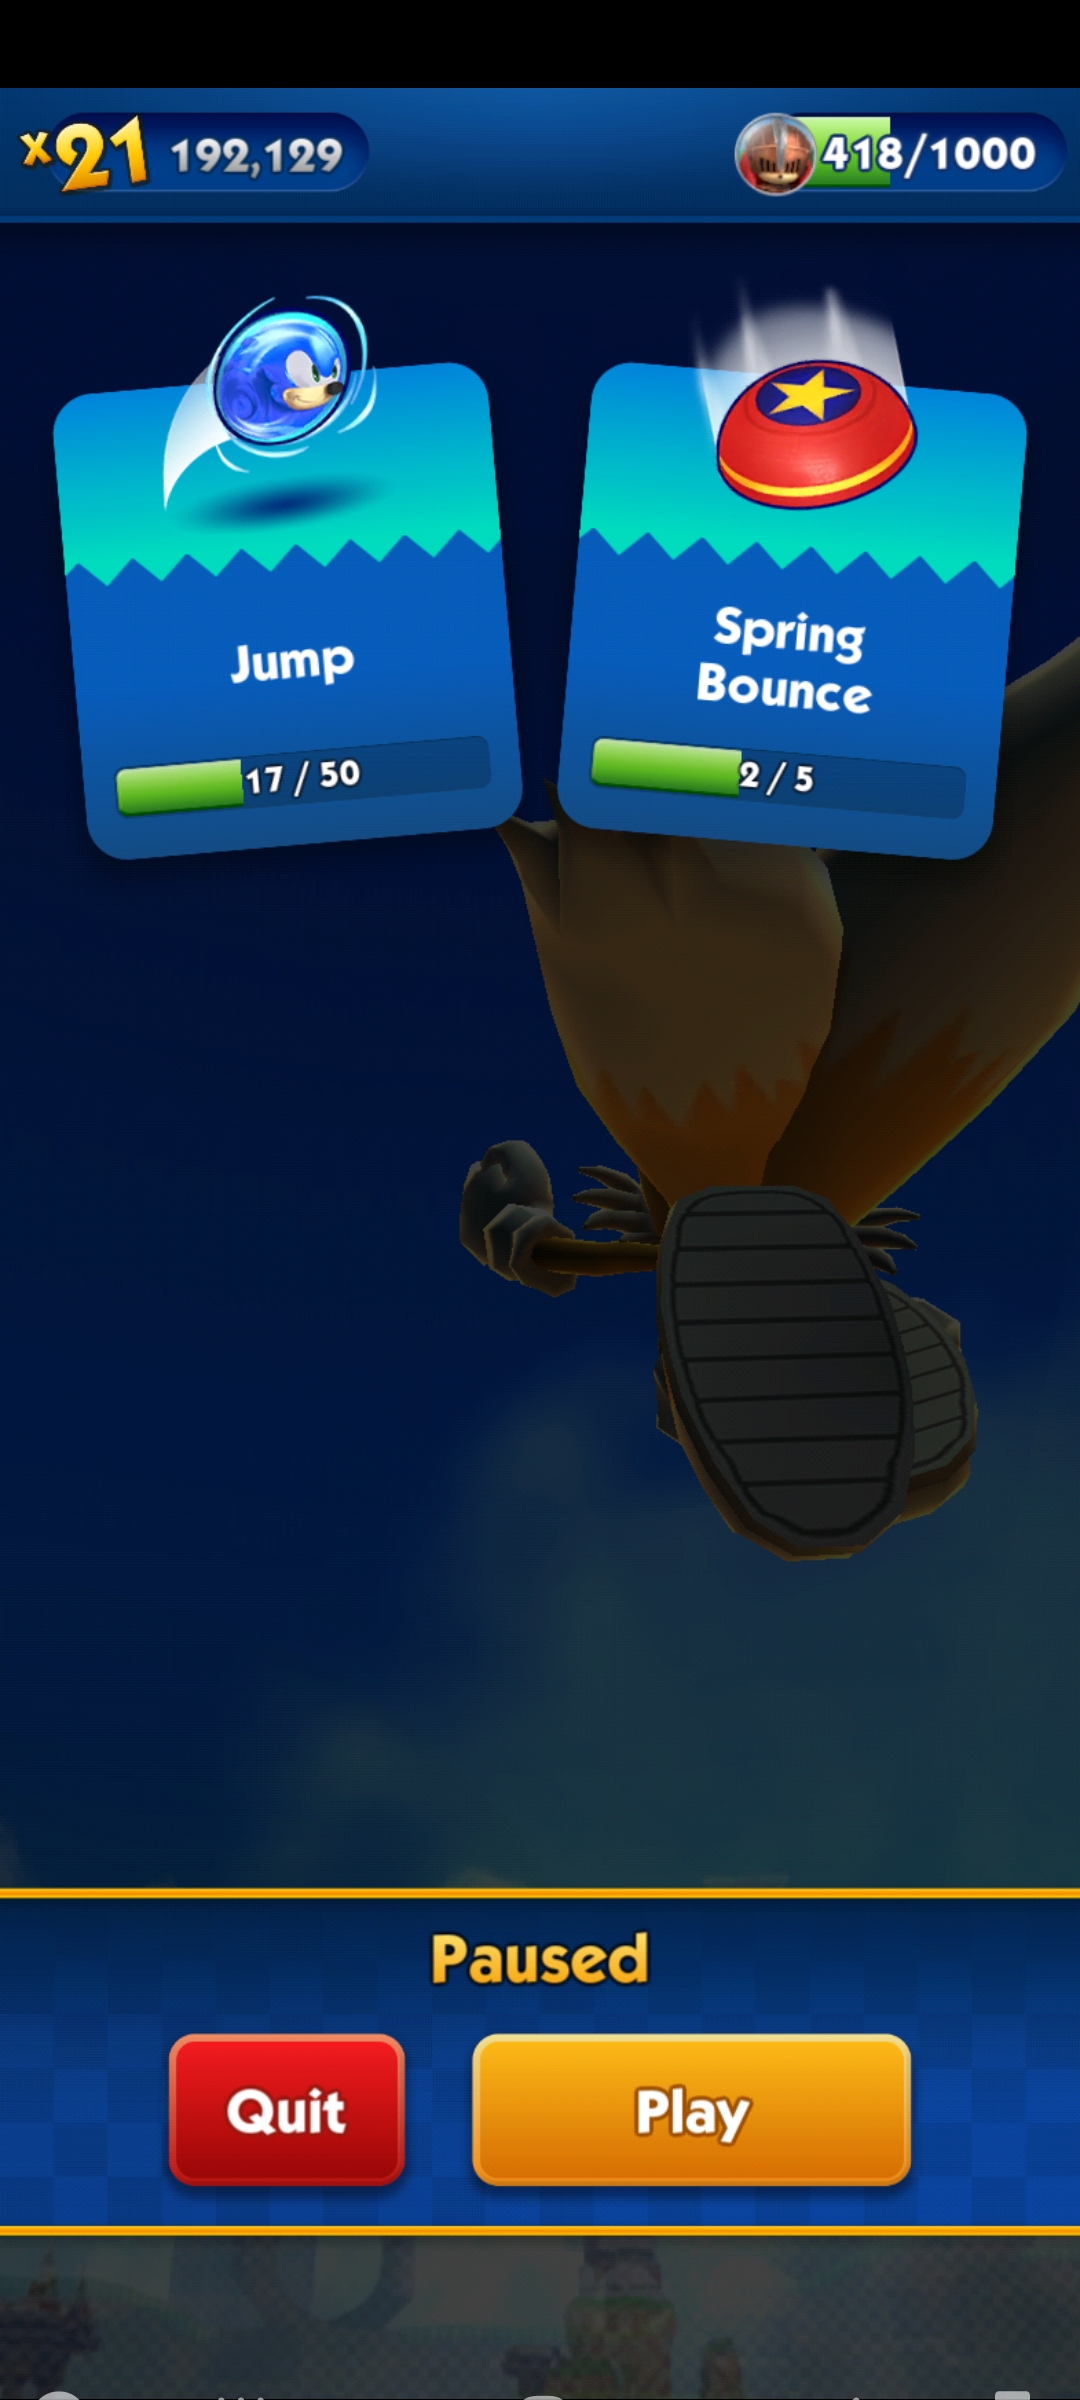 x21 192,129
418/1000
Jump
17 / 50
Spring
Bounce
2 / 5
Paused
Quit
Play